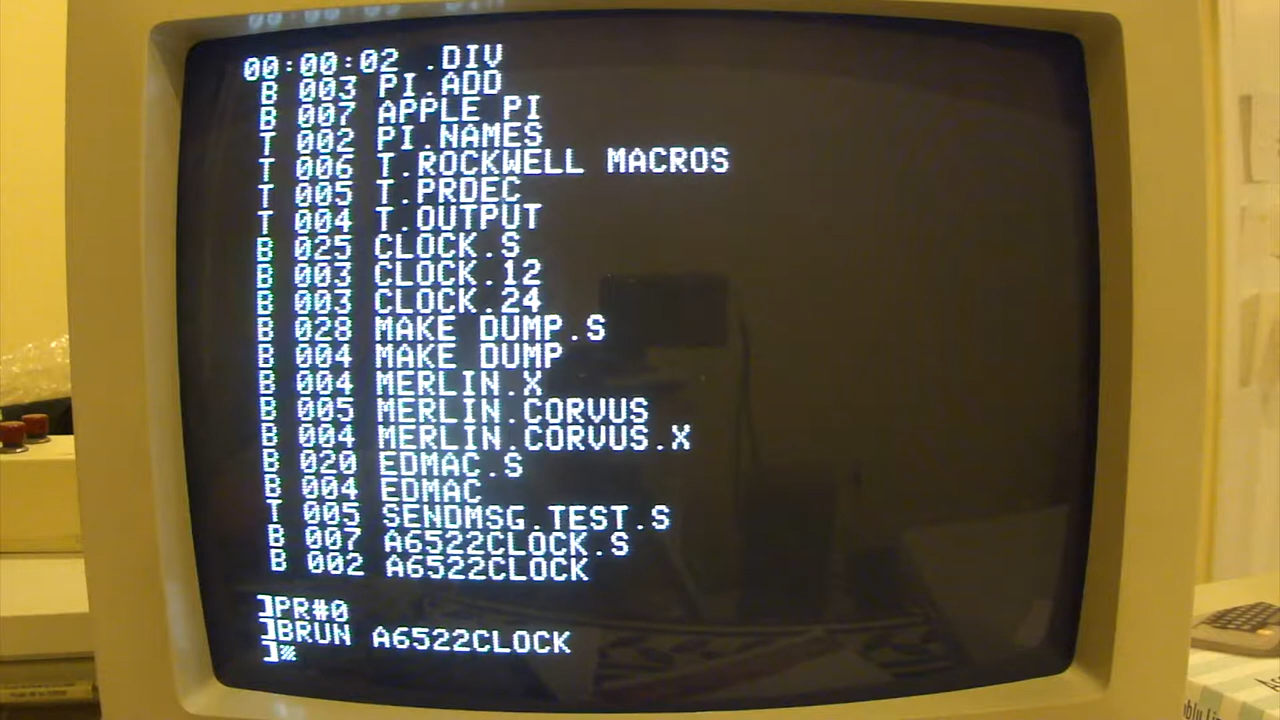 00:00:02 .DIV
B 003 PI.ADD
B 007 APPLE PI
T 002 PI.NAMES
T 006 T.ROCKWELL MACROS
T 005 T.PRDEC
T 004 T.OUTPUT
B 025 CLOCK.S
B 003 CLOCK.12
B 003 CLOCK.24
B 028 MAKE DUMP.S
B 004 MAKE DUMP
B 004 MERLIN.X
B 005 MERLIN.CORVUS
B 004 MERLIN.CORVUS.X
B 020 EDMAC.S
B 004 EDMAC
T 005 SENDMSG.TEST.S
B 007 A6522CLOCK.S
B 002 A6522CLOCK
]PR#0
]BRUN A6522CLOCK
]%